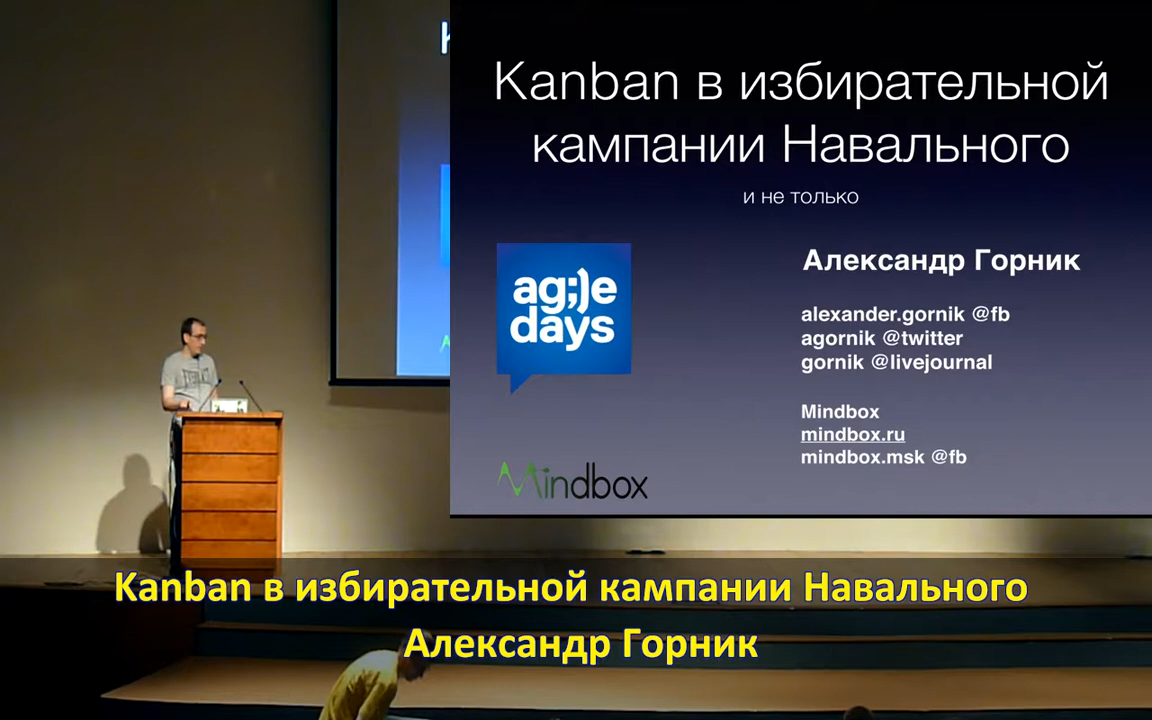 Kanban в избирательной
кампании Навального
и не только
ag;)e
days
Александр Горник
alexander.gornik @fb
agornik @twitter
gornik @livejournal
Mindbox
mindbox.ru
mindbox.msk @fb
Mindbox
Kanban в избирательной кампании Навального
Александр Горник